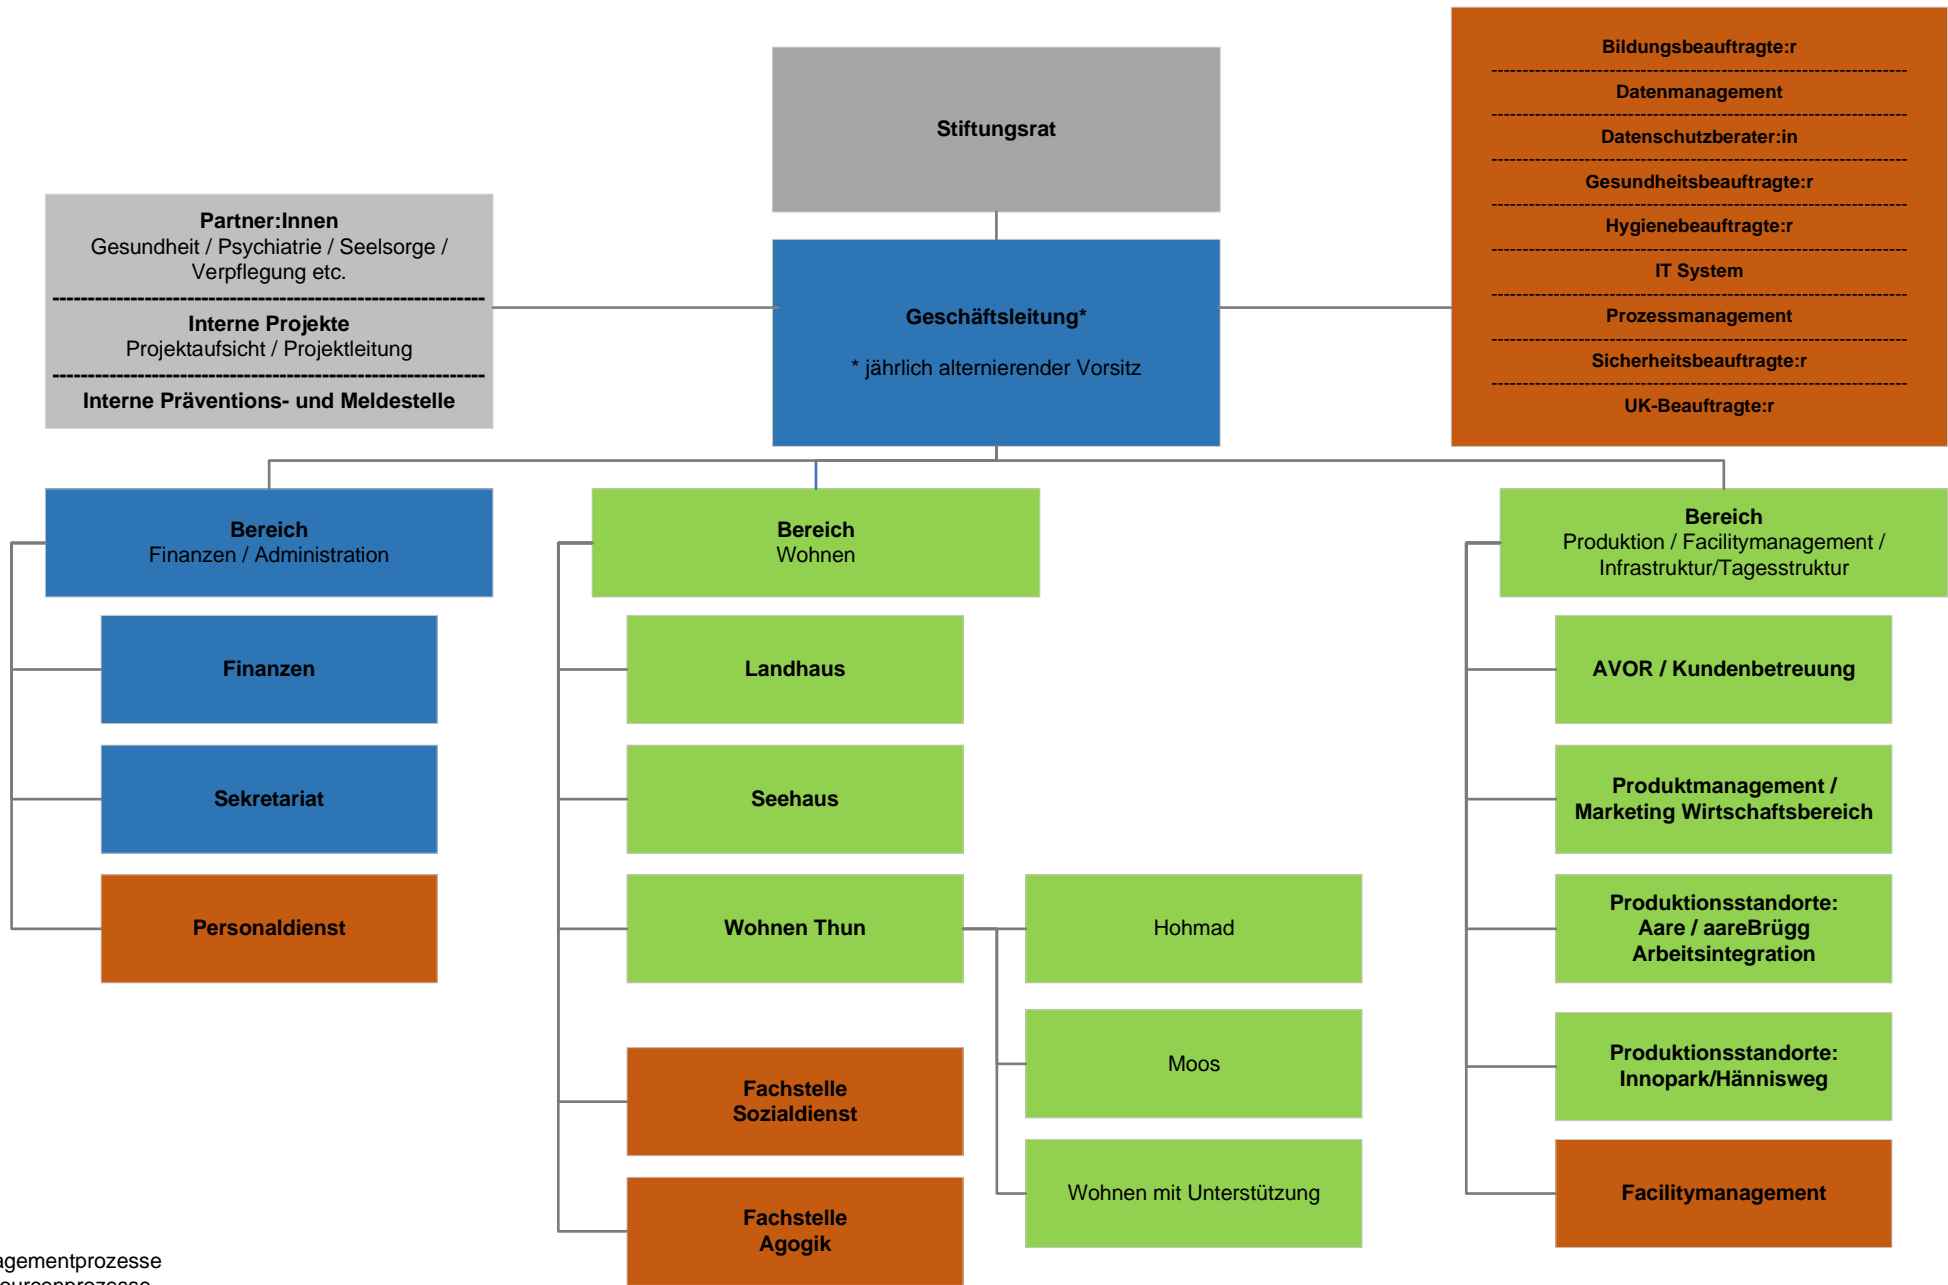 Stiftungsrat
Partner:Innen
Gesundheit / Psychiatrie / Seelsorge /
Verpflegung etc.
Interne Projekte
Projektaufsicht / Projektleitung
Interne Präventions- und Meldestelle
Geschäftsleitung*
* jährlich alternierender Vorsitz
Bildungsbeauftragte:r
Datenmanagement
Datenschutzberater:in
Gesundheitsbeauftragte:r
Hygienebeauftragte:r
IT System
Prozessmanagement
Sicherheitsbeauftragte:r
UK-Beauftragte:r
Bereich
Finanzen / Administration
Finanzen
Sekretariat
Personaldienst
Bereich
Wohnen
Landhaus
Seehaus
Wohnen Thun
Hohmad
Moos
Wohnen mit Unterstützung
Fachstelle
Sozialdienst
Fachstelle
Agogik
Bereich
Produktion / Facilitymanagement /
Infrastruktur/Tagesstruktur
AVOR / Kundenbetreuung
Produktmanagement /
Marketing Wirtschaftsbereich
Produktionsstandorte:
Aare / aareBrügg
Arbeitsintegration
Produktionsstandorte:
Innopark/Hännisweg
Facilitymanagement
agementprozesse